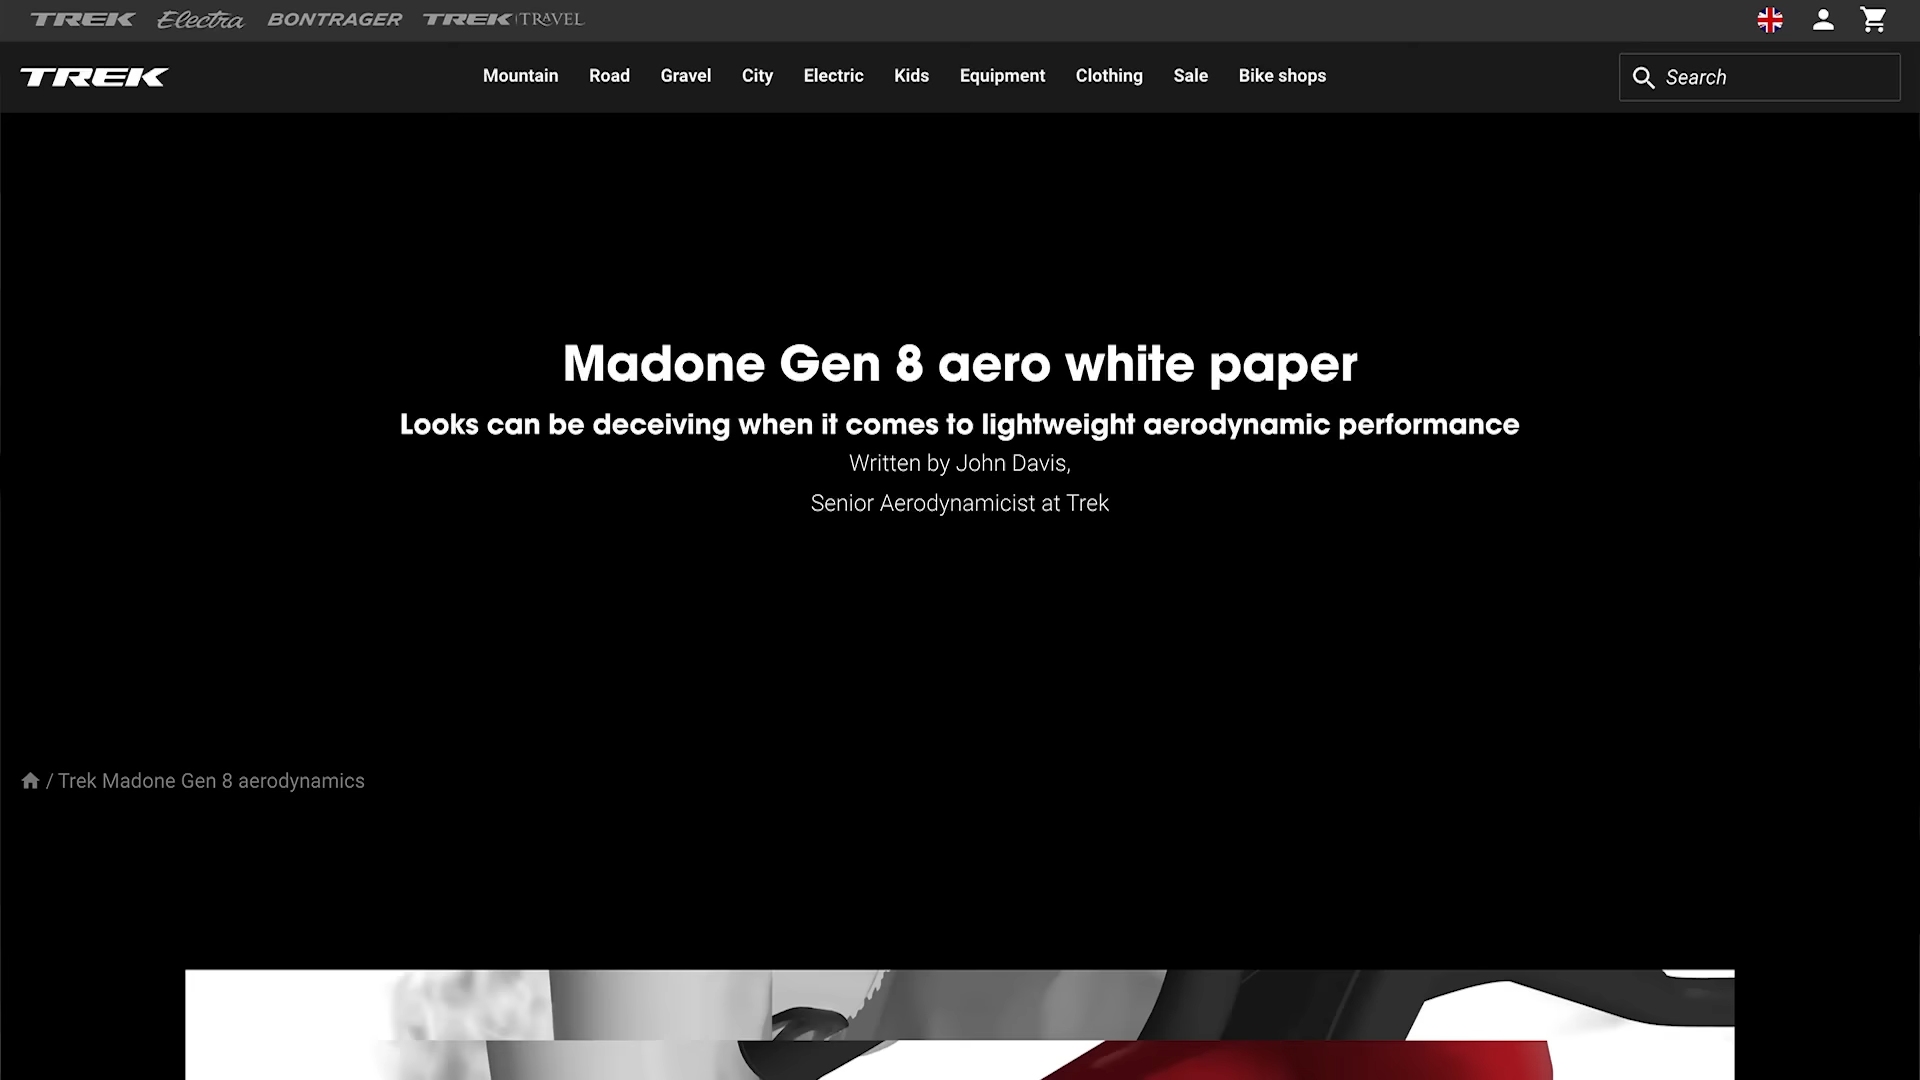 TREK Electra BONTRAGER TREK TRAVEL
TREK
Mountain Road Gravel City Electric Kids Equipment Clothing Sale Bike shops
Search
Madone Gen 8 aero white paper
Looks can be deceiving when it comes to lightweight aerodynamic performance
Written by John Davis,
Senior Aerodynamicist at Trek
/ Trek Madone Gen 8 aerodynamics